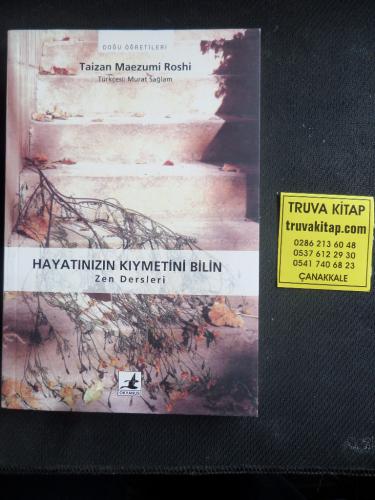 DOĞU ÖĞRETİLERİ
Taizan Maezumi Roshi
Türkçesi: Murat Sağlam
HAYATINIZIN KIYMETİNİ BİLİN
Zen Dersleri
OKYANUS
TRUVA KİTAP
truvakitap.com
0286 213 60 48
0537 612 29 30
0541 740 68 23
ÇANAKKALE